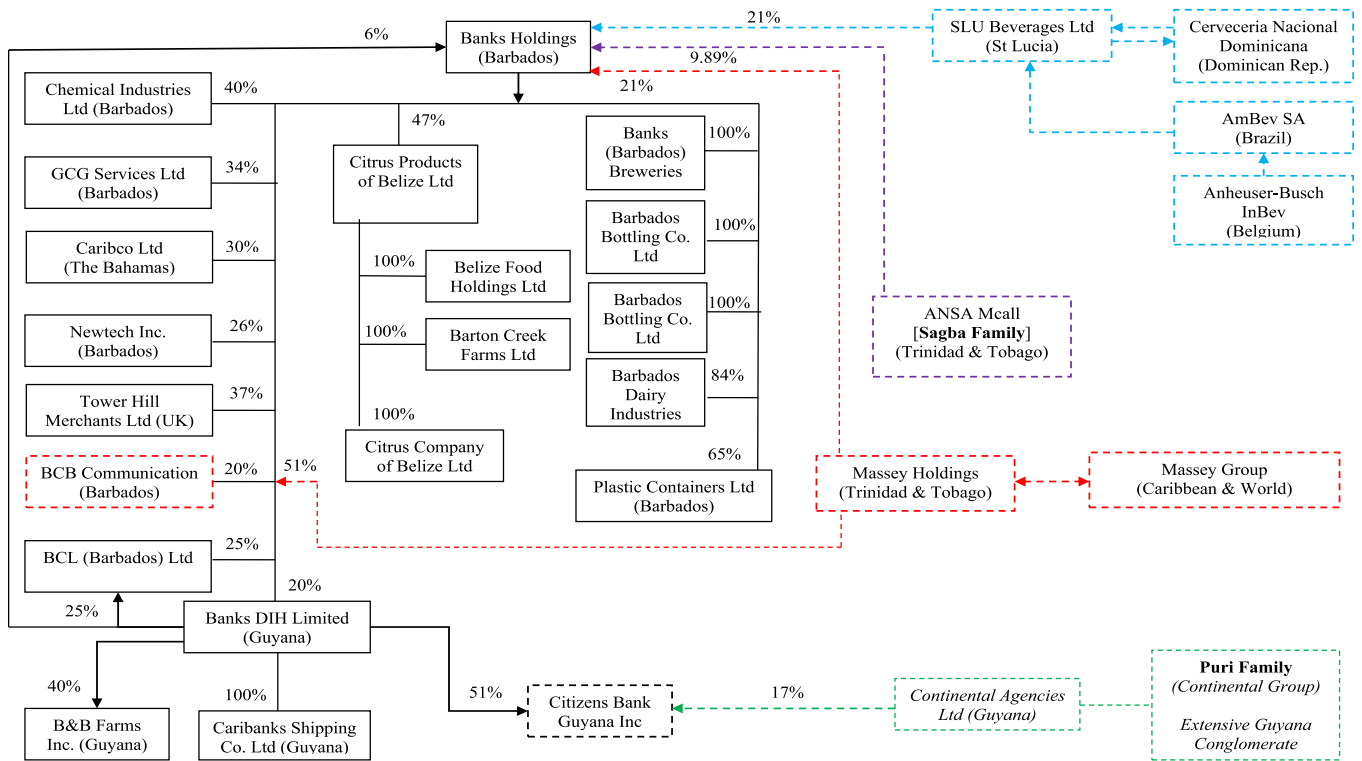 6%
Banks Holdings
(Barbados)
21%
SLU Beverages Ltd
(St Lucia)
Cerveceria Nacional
Dominicana
(Dominican Rep.)
9.89%
Chemical Industries
Ltd (Barbados)
40%
21%
47%
AmBev SA
(Brazil)
Banks
(Barbados)
Breweries
100%
Citrus Products
of Belize Ltd
GCG Services Ltd
(Barbados)
34%
Anheuser-Busch
InBev
(Belgium)
Barbados
Bottling Co.
Ltd
100%
Caribco Ltd
(The Bahamas)
30%
100%
Belize Food
Holdings Ltd
Barbados
Bottling Co.
Ltd
100%
ANSA Mcall
[Sagba Family]
(Trinidad & Tobago)
Newtech Inc.
(Barbados)
26%
100%
Barton Creek
Farms Ltd
Barbados
Dairy
Industries
84%
Tower Hill
Merchants Ltd (UK)
37%
100%
Citrus Company
of Belize Ltd
65%
Plastic Containers Ltd
(Barbados)
BCB Communication
(Barbados)
20%
51%
Massey Holdings
(Trinidad & Tobago)
Massey Group
(Caribbean & World)
BCL (Barbados) Ltd
25%
20%
25%
Banks DIH Limited
(Guyana)
40%
100%
51%
17%
B&B Farms
Inc. (Guyana)
Caribanks Shipping
Co. Ltd (Guyana)
Citizens Bank
Guyana Inc
Continental Agencies
Ltd (Guyana)
Puri Family
(Continental Group)
Extensive Guyana
Conglomerate